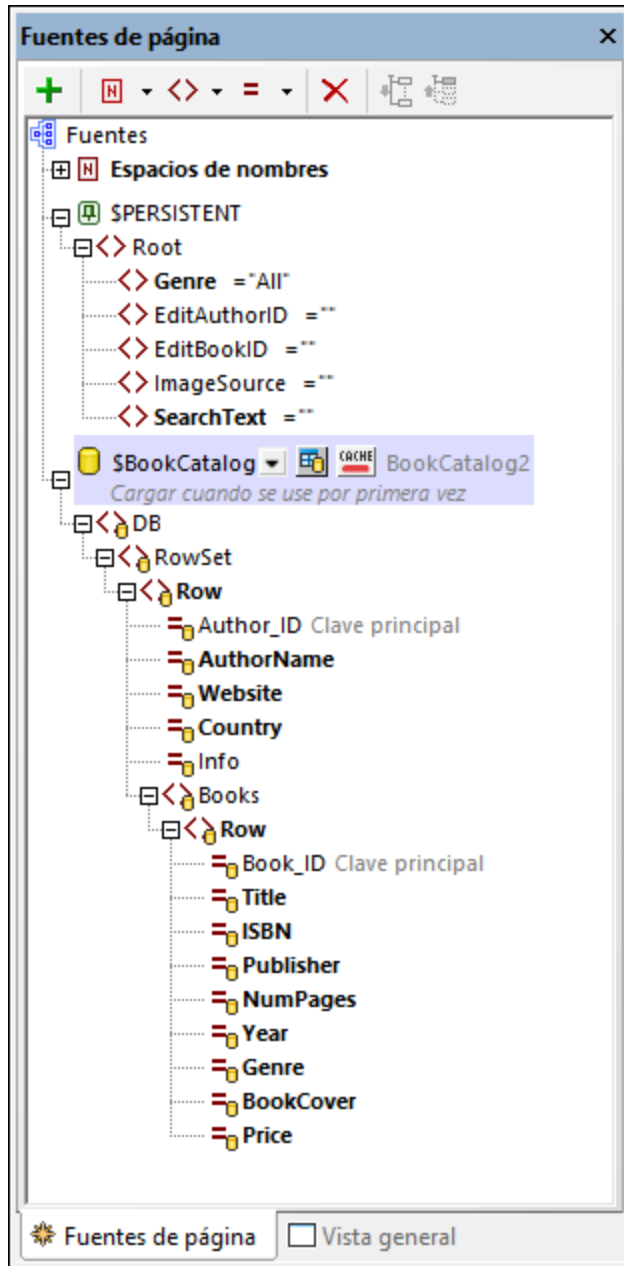 Fuentes de página
Fuentes
Espacios de nombres
$PERSISTENT
Root
Genre ="All"
EditAuthorID =""
EditBookID =""
ImageSource =""
SearchText =""
$BookCatalog CACHE BookCatalog2
Cargar cuando se use por primera vez
DB
RowSet
Row
Author_ID Clave principal
AuthorName
Website
Country
Info
Books
Row
Book_ID Clave principal
Title
ISBN
Publisher
NumPages
Year
Genre
BookCover
Price
Fuentes de página Vista general